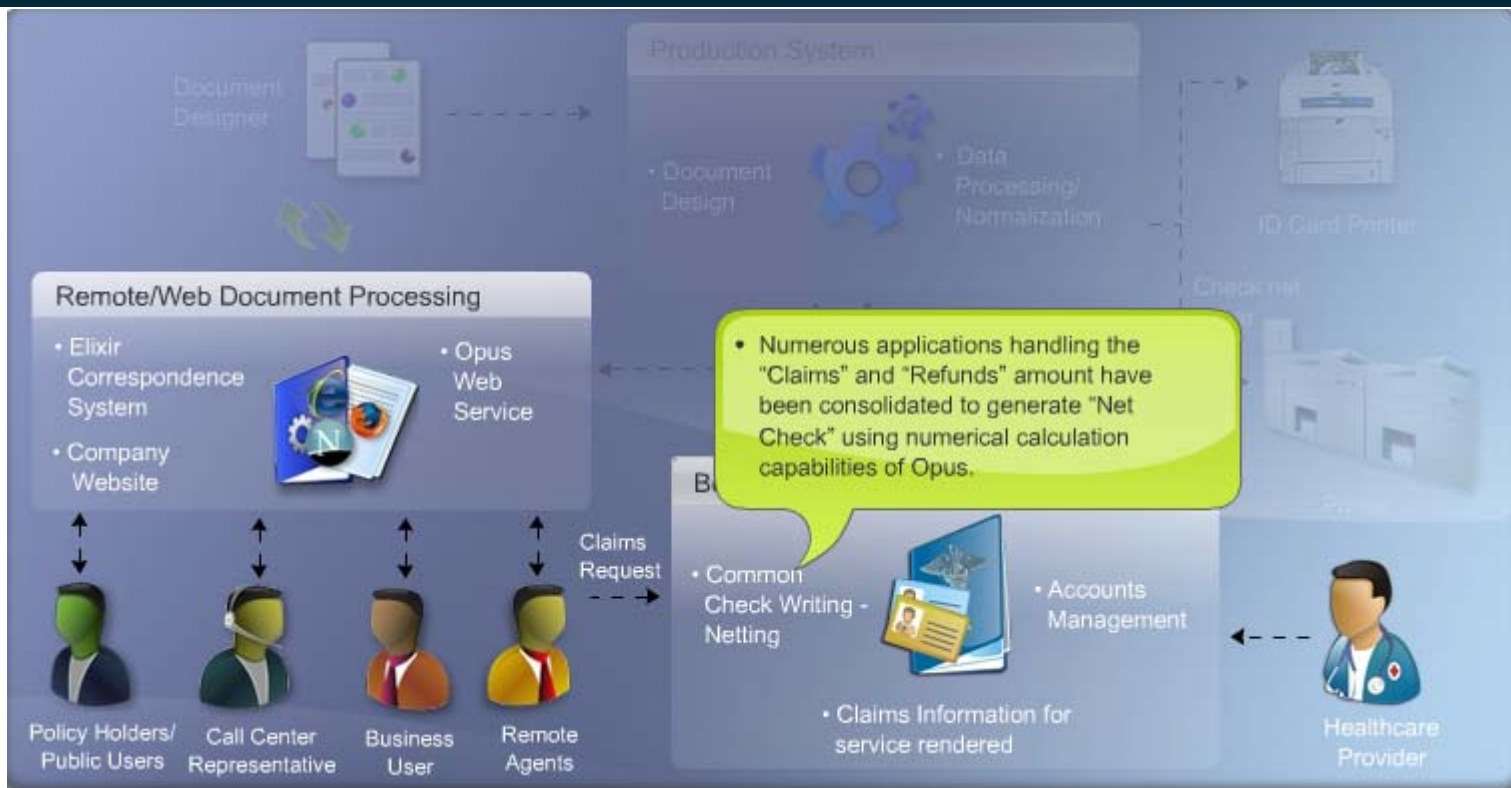 Document
Designer
Production System
• Document
Design
• Data
Processing/
Normalization
ID Card Printer
Check net
Remote/Web Document Processing
• Elixir
Correspondence
System
• Company
Website
• Opus
Web
Service
• Numerous applications handling the
“Claims” and “Refunds” amount have
been consolidated to generate “Net
Check” using numerical calculation
capabilities of Opus.
Claims
Request
• Common
Check Writing -
Netting
• Accounts
Management
• Claims Information for
service rendered
Policy Holders/
Public Users
Call Center
Representative
Business
User
Remote
Agents
Healthcare
Provider